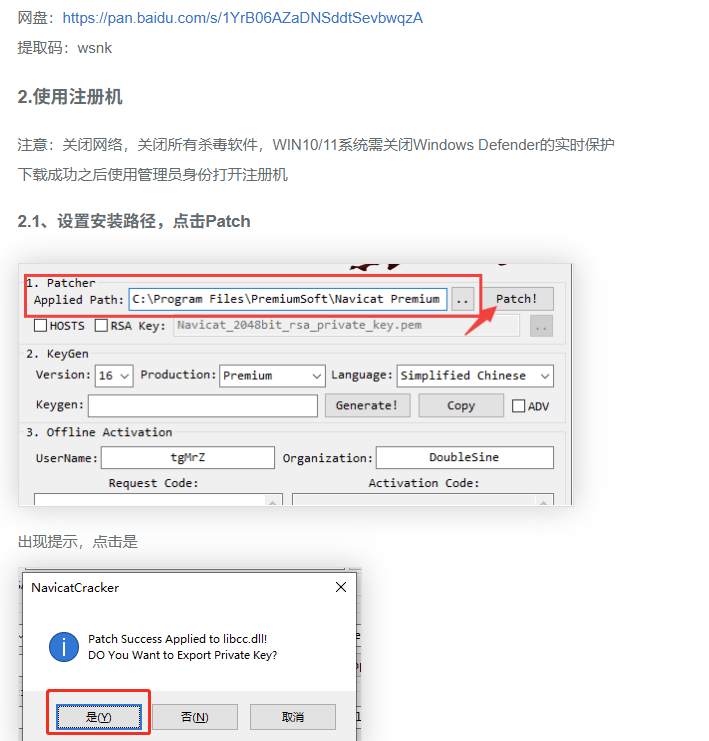 网盘：https://pan.baidu.com/s/1YrB06AZaDNSddtSevbwqzA
提取码：wsnk
2.使用注册机
注意：关闭网络，关闭所有杀毒软件，WIN10/11系统需关闭Windows Defender的实时保护
下载成功之后使用管理员身份打开注册机
2.1、设置安装路径，点击Patch
1. Patcher
Applied Path: C:\Program Files\PremiumSoft\Navicat Premium .. Patch!
HOSTS RSA Key: Navicat_2048bit_rsa_private_key.pem ..
2. KeyGen
Version: 16 Production: Premium Language: Simplified Chinese
Keygen: Generate! Copy ADV
3. Offline Activation
UserName: tgMrZ Organization: DoubleSine
Request Code: Activation Code:
出现提示，点击是
NavicatCracker
Patch Success Applied to libcc.dll!
DO You Want to Export Private Key?
是(Y) 否(N) 取消